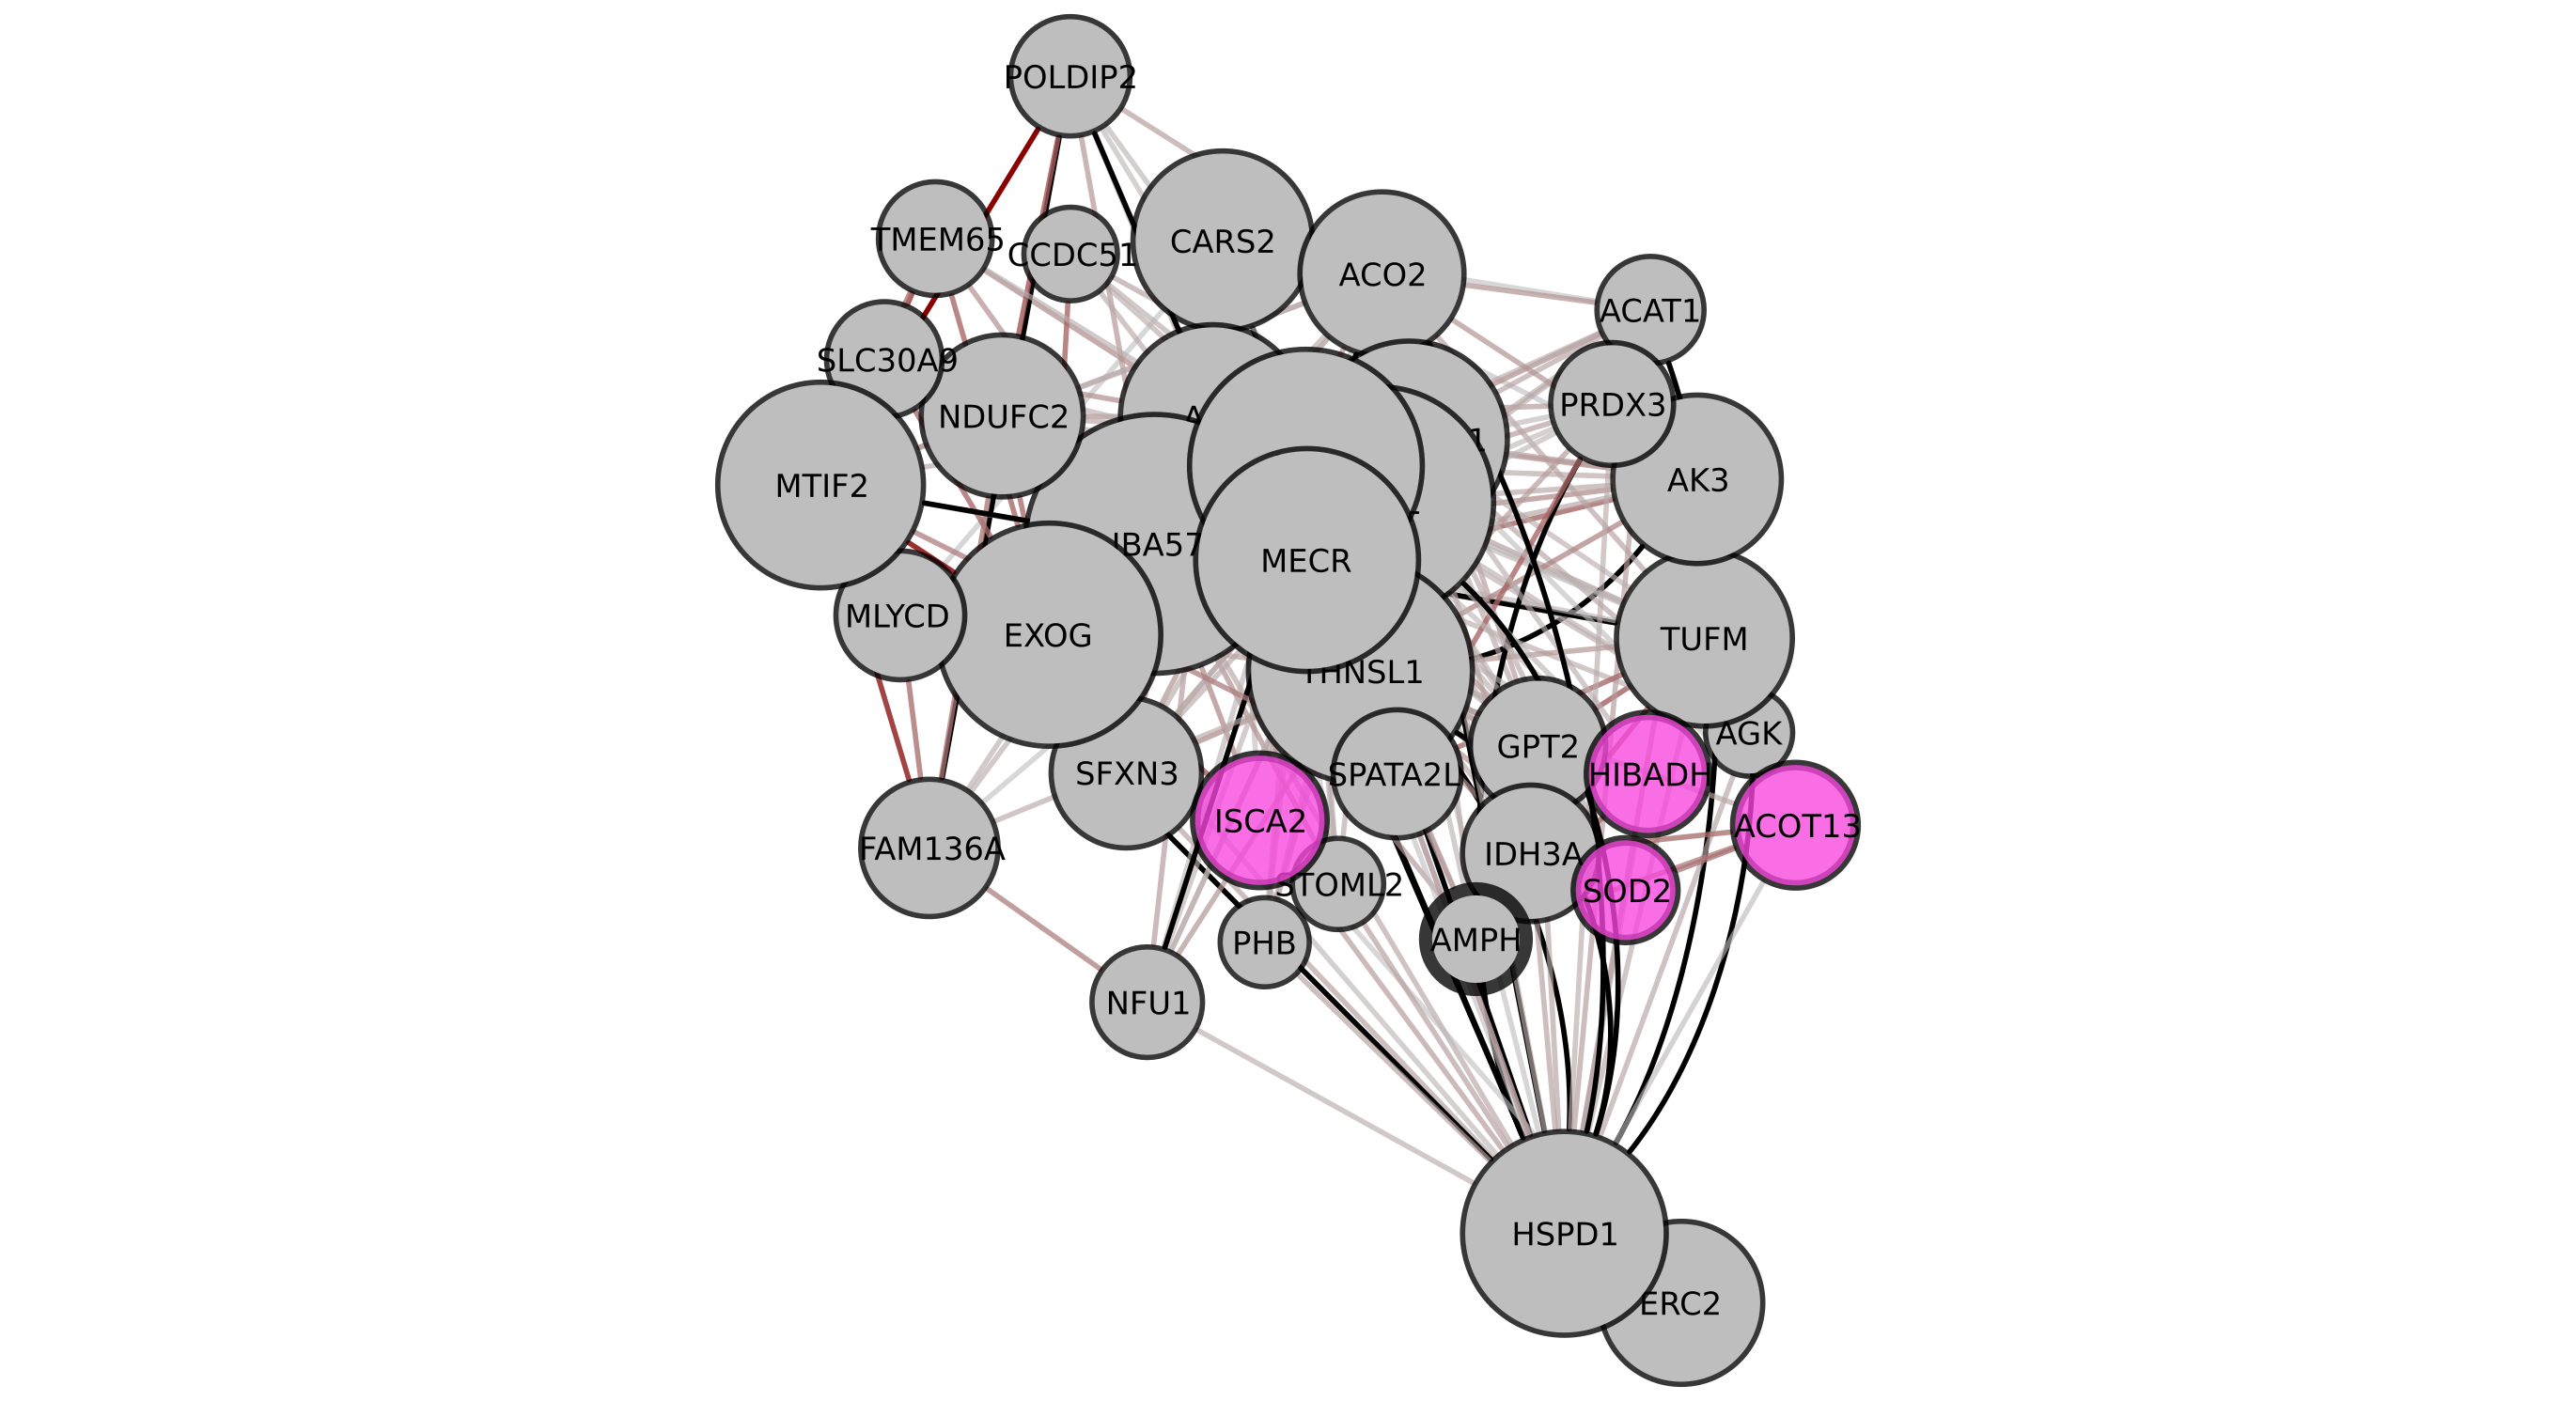 POLDIP2
TMEM65
CCDC51
CARS2
ACO2
ACAT1
SLC30A9
NDUFC2
PRDX3
MTIF2
AK3
IBA57
MECR
MLYCD
EXOG
TUFM
THNSL1
SFXN3
SPATA2L
GPT2
HIBADH
AGK
ISCA2
ACOT13
FAM136A
IDH3A
STOML2
SOD2
PHB
AMPH
NFU1
HSPD1
ERC2